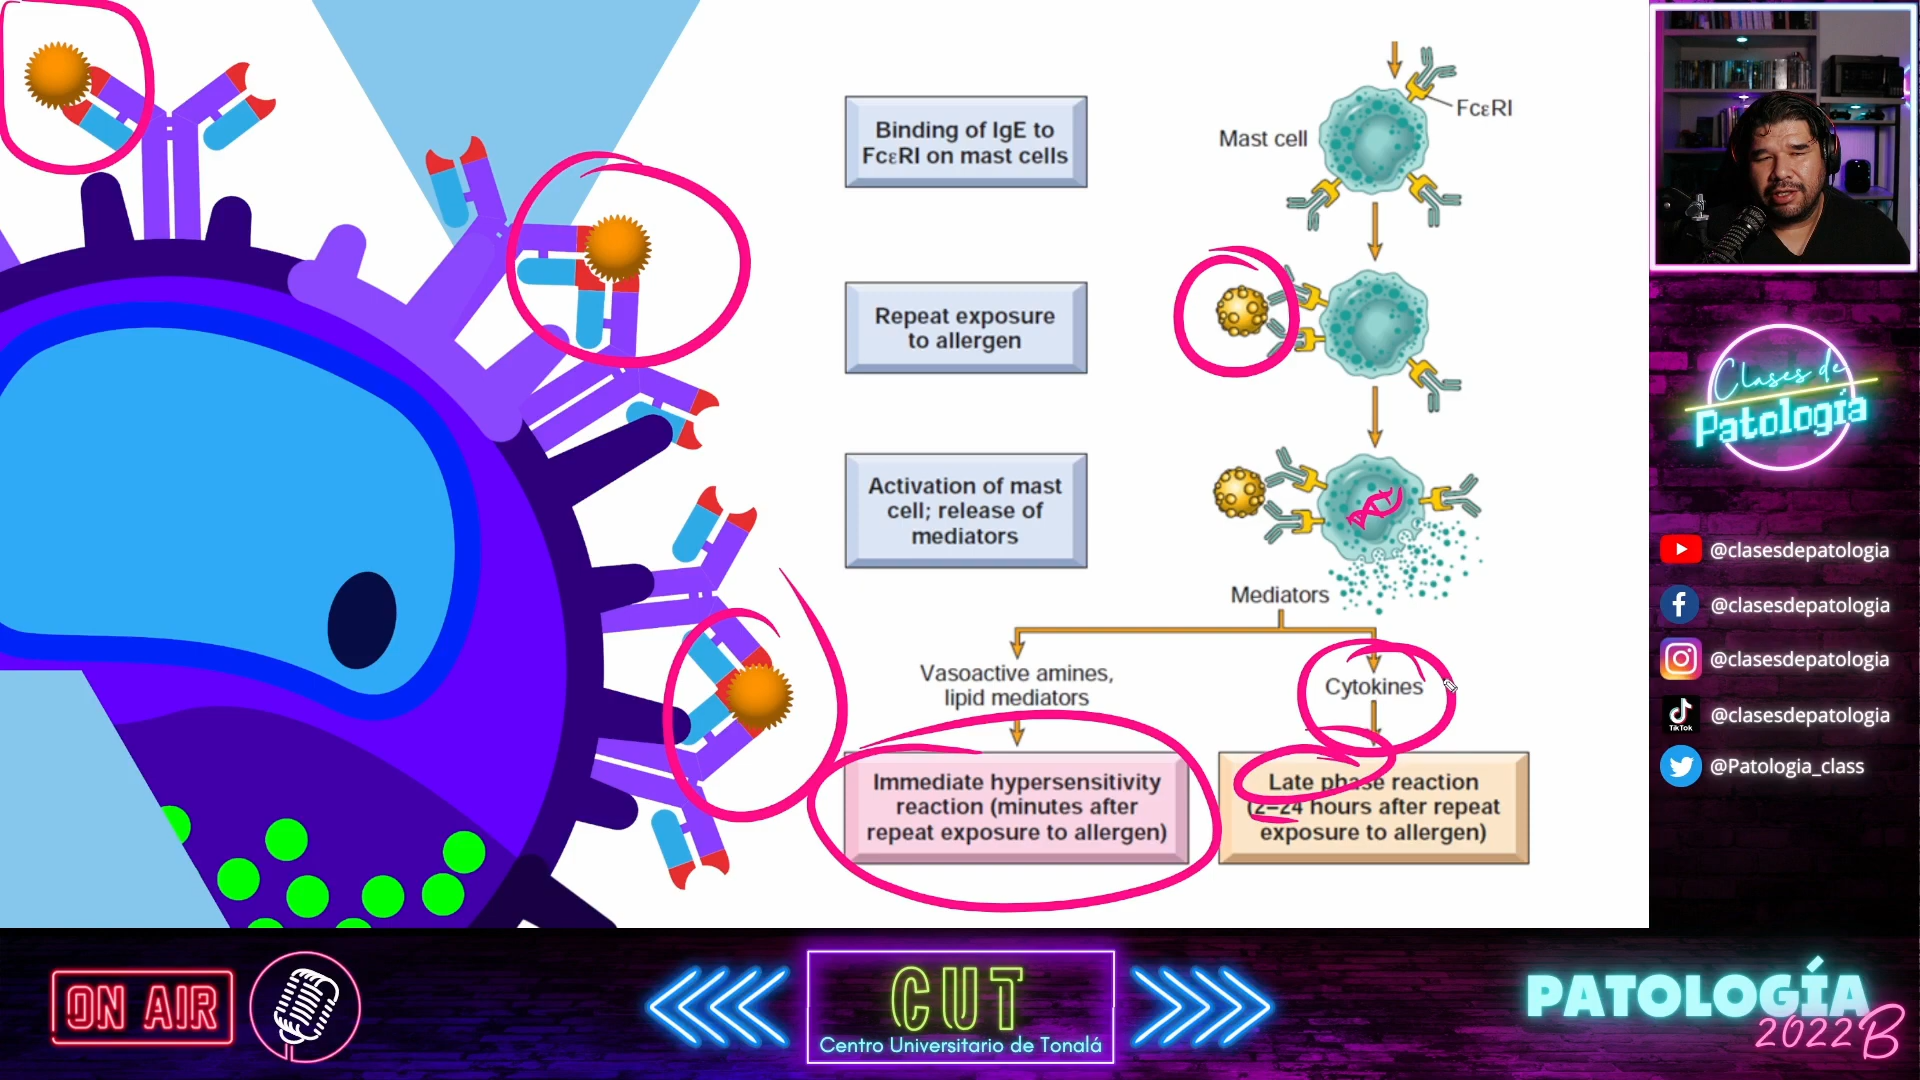 Binding of IgE to
FcεRI on mast cells
FcεRI
Mast cell
Repeat exposure
to allergen
Activation of mast
cell; release of
mediators
Mediators
Vasoactive amines,
lipid mediators
Cytokines
Immediate hypersensitivity
reaction (minutes after
repeat exposure to allergen)
Late phase reaction
(2–24 hours after repeat
exposure to allergen)
Clases de
Patología
@clasesdepatologia
@clasesdepatologia
@clasesdepatologia
TikTok
@clasesdepatologia
@Patologia_class
ON AIR
CUT
Centro Universitario de Tonalá
PATOLOGÍA
2022B